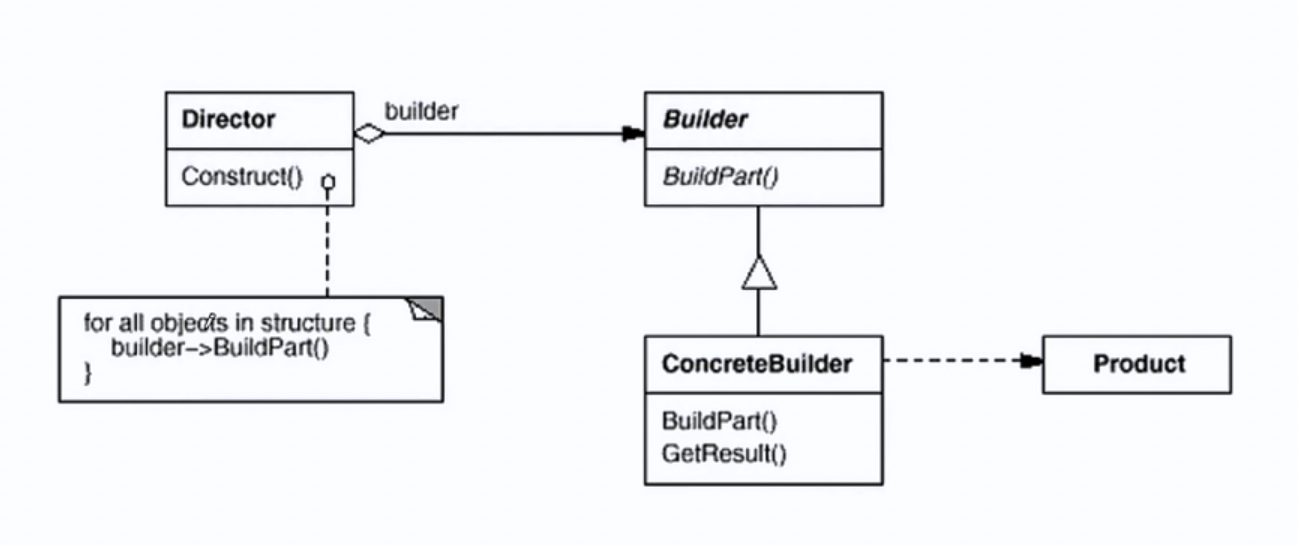 Director
Construct()
builder
Builder
BuildPart()
for all objects in structure {
builder->BuildPart()
}
ConcreteBuilder
BuildPart()
GetResult()
Product